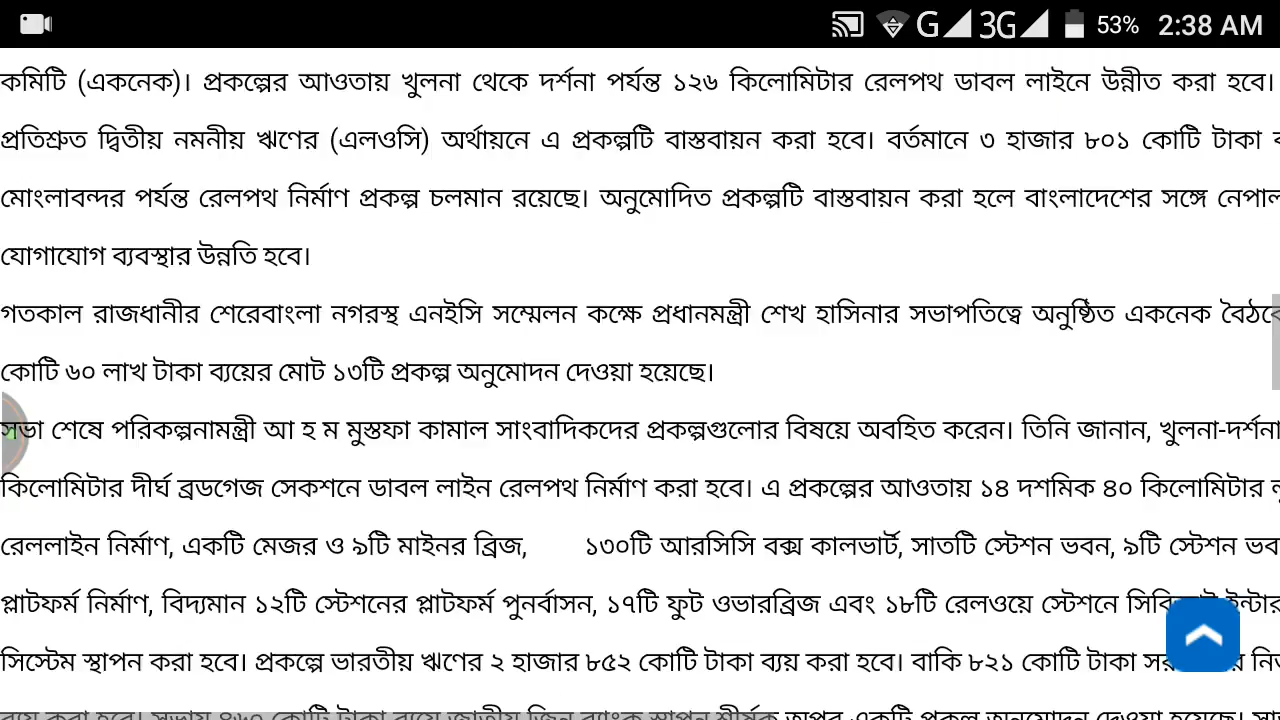 G 3G 53% 2:38 AM
কমিটি (একনেক)। প্রকল্পের আওতায় খুলনা থেকে দর্শনা পর্যন্ত ১২৬ কিলোমিটার রেলপথ ডাবল লাইনে উন্নীত করা হবে।
প্রতিশ্রুত দ্বিতীয় নমনীয় ঋণের (এলওসি) অর্থায়নে এ প্রকল্পটি বাস্তবায়ন করা হবে। বর্তমানে ৩ হাজার ৮০১ কোটি টাকা
মোংলাবন্দর পর্যন্ত রেলপথ নির্মাণ প্রকল্প চলমান রয়েছে। অনুমোদিত প্রকল্পটি বাস্তবায়ন করা হলে বাংলাদেশের সঙ্গে নেপাল
যোগাযোগ ব্যবস্থার উন্নতি হবে।
গতকাল রাজধানীর শেরেবাংলা নগরস্থ এনইসি সম্মেলন কক্ষে প্রধানমন্ত্রী শেখ হাসিনার সভাপতিত্বে অনুষ্ঠিত একনেক
কোটি ৬০ লাখ টাকা ব্যয়ের মোট ১৩টি প্রকল্প অনুমোদন দেওয়া হয়েছে।
সভা শেষে পরিকল্পনামন্ত্রী আ হ ম মুস্তফা কামাল সাংবাদিকদের প্রকল্পগুলোর বিষয়ে অবহিত করেন। তিনি জানান, খুলনা-দর্শনা
কিলোমিটার দীর্ঘ ব্রডগেজ সেকশনে ডাবল লাইন রেলপথ নির্মাণ করা হবে। এ প্রকল্পের আওতায় ১৪ দশমিক ৪০ কিলোমিটার
রেললাইন নির্মাণ, একটি মেজর ও ৯টি মাইনর ব্রিজ, ১৩০টি আরসিসি বক্স কালভার্ট, সাতটি স্টেশন ভবন, ৯টি স্টেশন
প্লাটফর্ম নির্মাণ, বিদ্যমান ১২টি স্টেশনের প্লাটফর্ম পুনর্বাসন, ১৭টি ফুট ওভারব্রিজ এবং ১৮টি রেলওয়ে স্টেশনে
সিস্টেম স্থাপন করা হবে। প্রকল্পে ভারতীয় ঋণের ২ হাজার ৮৫২ কোটি টাকা ব্যয় করা হবে। বাকি ৮২১ কোটি টাকা